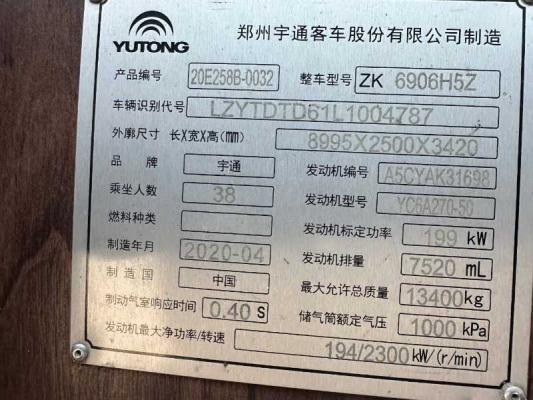 YUTONG 郑州宇通客车股份有限公司制造
产品编号 20E258B-0032 整车型号 ZK 6906H5Z
车辆识别代号 LZYTDTD61L1004787
外廓尺寸 长X宽X高(mm) 8995X2500X3420
品牌 宇通 发动机编号 A5CYAK31698
乘坐人数 38 发动机型号 YC6A270-50
燃料种类 发动机标定功率 199 kW
制造年月 2020-04 发动机排量 7520 mL
制造国 中国 最大允许总质量 13400kg
制动气室响应时间 0.40 S 储气筒额定气压 1000 kPa
发动机最大净功率/转速 194/2300kW/(r/min)